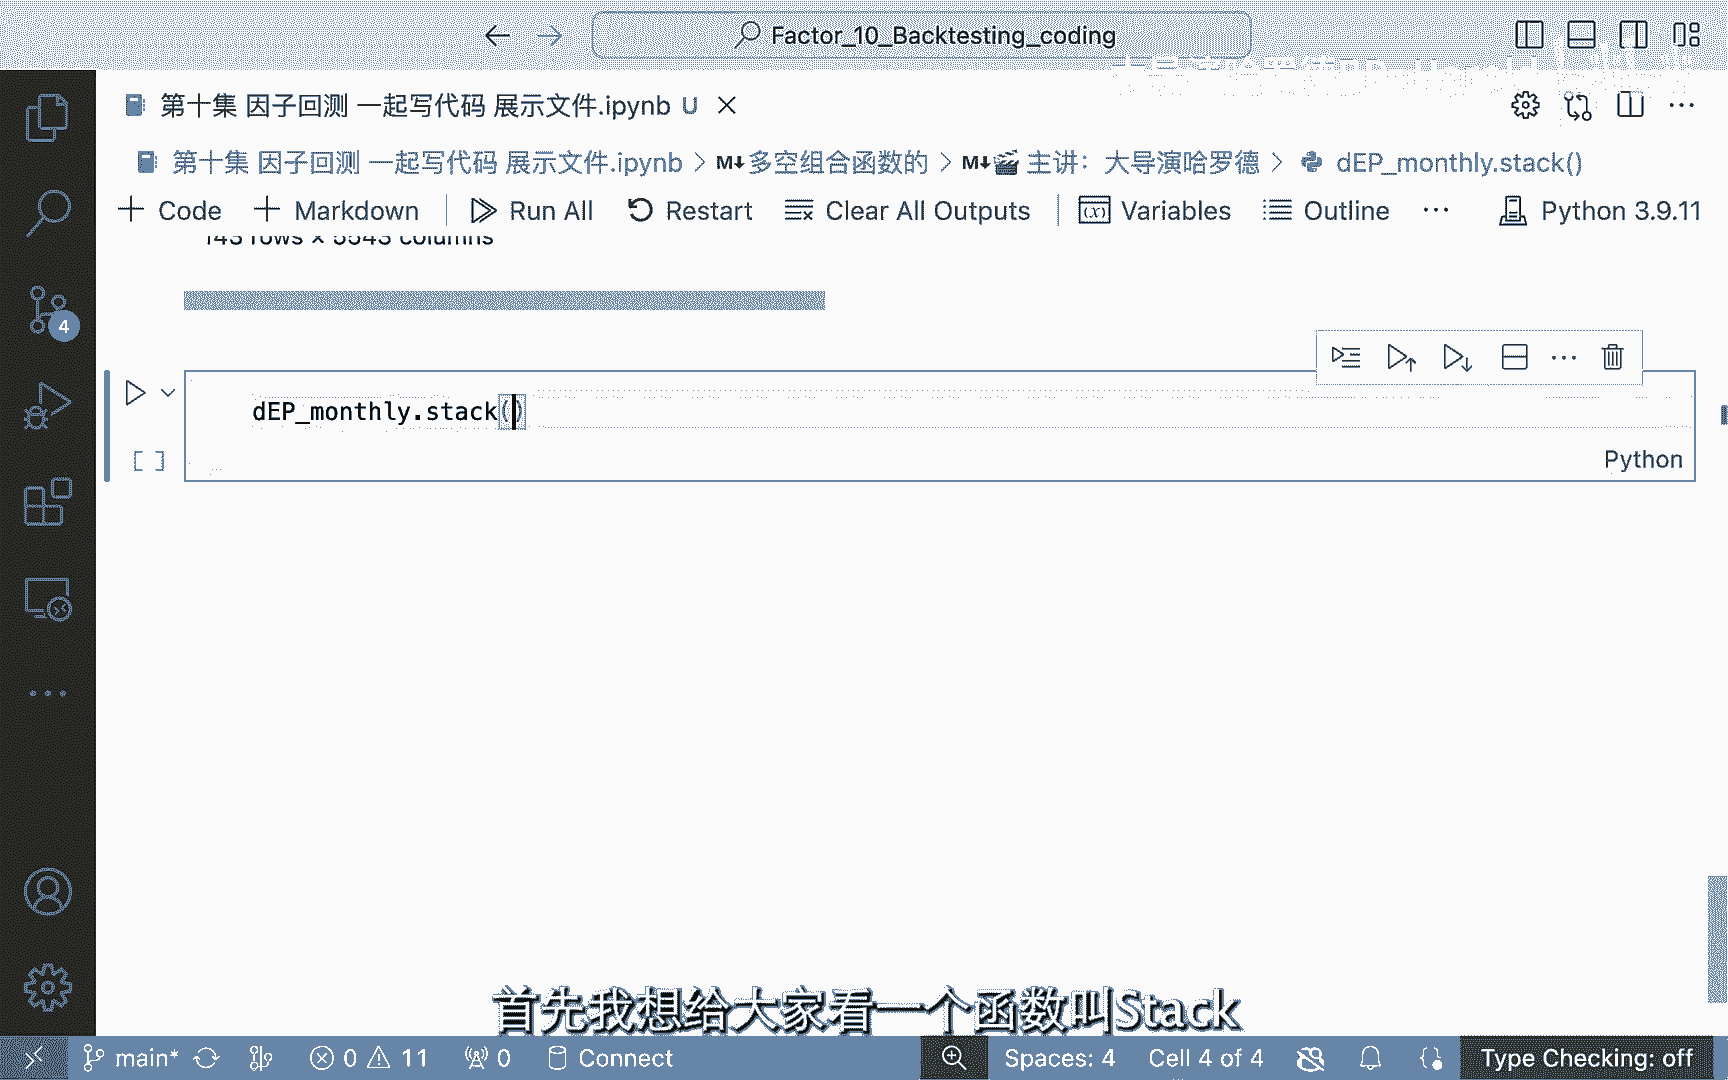 Factor_10_Backtesting_coding
第十集 因子回测 一起写代码 展示文件.ipynb U
第十集 因子回测 一起写代码 展示文件.ipynb > M↓多空组合函数的 > M↓🎬 主讲：大导演哈罗德 > dEP_monthly.stack()
+ Code + Markdown Run All Restart Clear All Outputs Variables Outline ··· Python 3.9.11
143 rows × 5543 columns
4
dEP_monthly.stack()
[ ]
Python
首先我想给大家看一个函数叫Stack
main* 0 11 0 Connect Spaces: 4 Cell 4 of 4 Type Checking: off